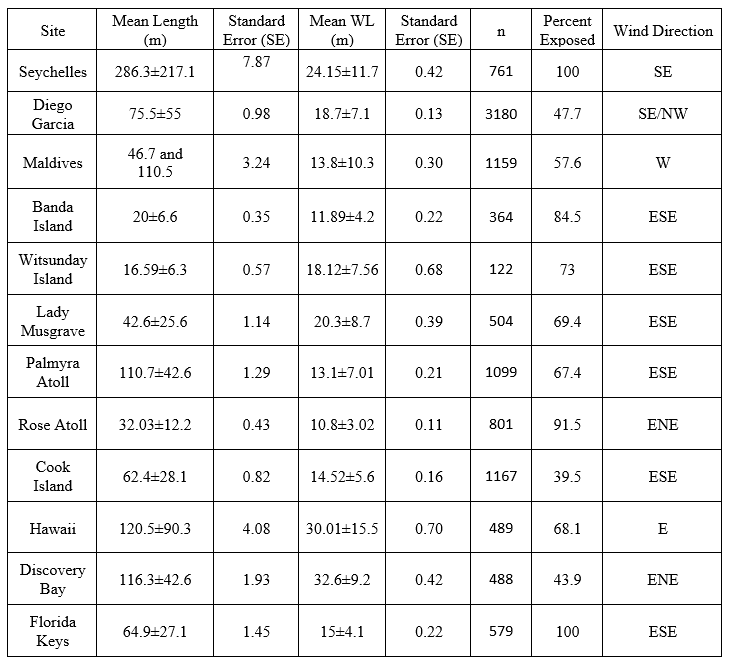 Site Mean Length (m) Standard Error (SE) Mean WL (m) Standard Error (SE) n Percent Exposed Wind Direction
Seychelles 286.3±217.1 7.87 24.15±11.7 0.42 761 100 SE
Diego Garcia 75.5±55 0.98 18.7±7.1 0.13 3180 47.7 SE/NW
Maldives 46.7 and 110.5 3.24 13.8±10.3 0.30 1159 57.6 W
Banda Island 20±6.6 0.35 11.89±4.2 0.22 364 84.5 ESE
Witsunday Island 16.59±6.3 0.57 18.12±7.56 0.68 122 73 ESE
Lady Musgrave 42.6±25.6 1.14 20.3±8.7 0.39 504 69.4 ESE
Palmyra Atoll 110.7±42.6 1.29 13.1±7.01 0.21 1099 67.4 ESE
Rose Atoll 32.03±12.2 0.43 10.8±3.02 0.11 801 91.5 ENE
Cook Island 62.4±28.1 0.82 14.52±5.6 0.16 1167 39.5 ESE
Hawaii 120.5±90.3 4.08 30.01±15.5 0.70 489 68.1 E
Discovery Bay 116.3±42.6 1.93 32.6±9.2 0.42 488 43.9 ENE
Florida Keys 64.9±27.1 1.45 15±4.1 0.22 579 100 ESE